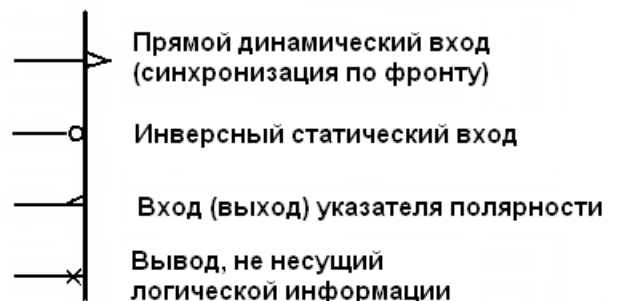 Прямой динамический вход
(синхронизация по фронту)
Инверсный статический вход
Вход (выход) указателя полярности
Вывод, не несущий
логической информации